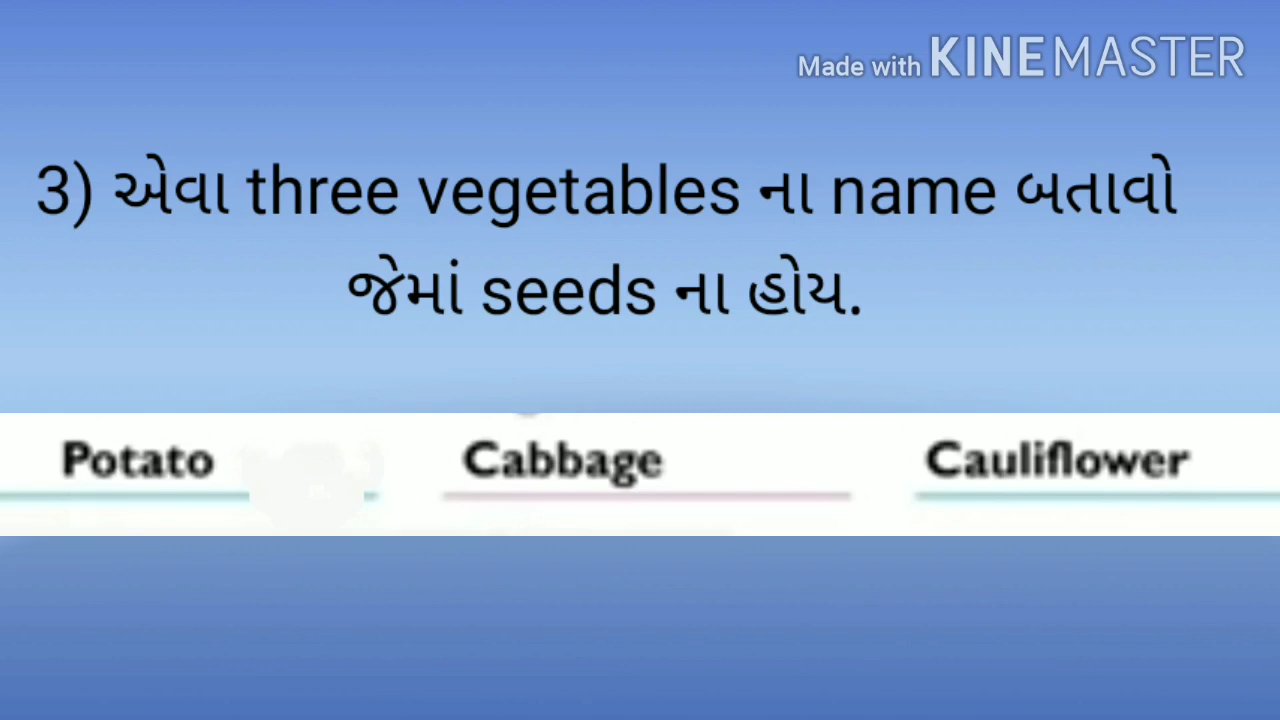 Made with KINEMASTER
3) એવા three vegetables ના name બતાવો
જેમાં seeds ના હોય.
Potato Cabbage Cauliflower